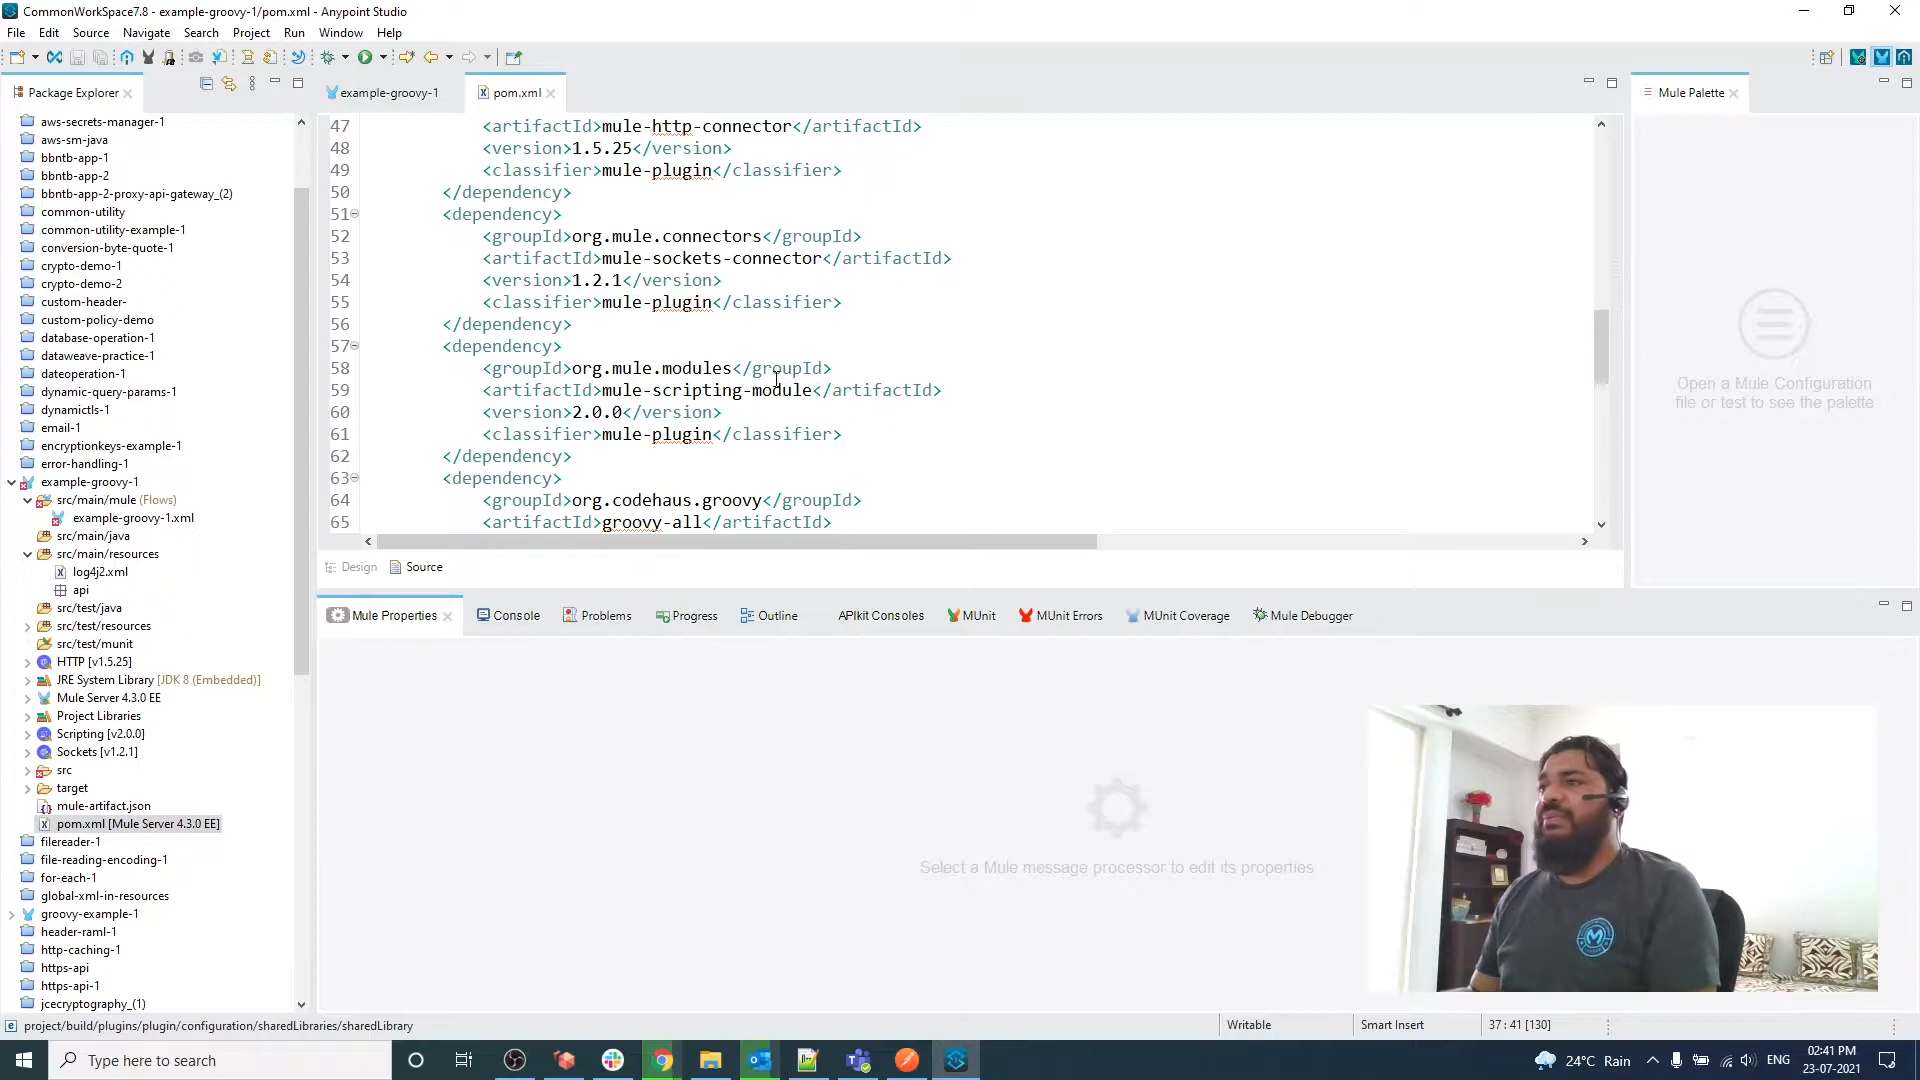 CommonWorkSpace7.8 - example-groovy-1/pom.xml - Anypoint Studio
File Edit Source Navigate Search Project Run Window Help
Package Explorer
example-groovy-1
pom.xml
Mule Palette
aws-secrets-manager-1
aws-sm-java
bbntb-app-1
bbntb-app-2
bbntb-app-2-proxy-api-gateway_(2)
common-utility
common-utility-example-1
conversion-byte-quote-1
crypto-demo-1
crypto-demo-2
custom-header-
custom-policy-demo
database-operation-1
dataweave-practice-1
dateoperation-1
dynamic-query-params-1
dynamictls-1
email-1
encryptionkeys-example-1
error-handling-1
example-groovy-1
src/main/mule (Flows)
example-groovy-1.xml
src/main/java
src/main/resources
log4j2.xml
api
src/test/java
src/test/resources
src/test/munit
HTTP [v1.5.25]
JRE System Library [JDK 8 (Embedded)]
Mule Server 4.3.0 EE
Project Libraries
Scripting [v2.0.0]
Sockets [v1.2.1]
src
target
mule-artifact.json
pom.xml [Mule Server 4.3.0 EE]
filereader-1
file-reading-encoding-1
for-each-1
global-xml-in-resources
groovy-example-1
header-raml-1
http-caching-1
https-api
https-api-1
jcecryptography_(1)
47 <artifactId>mule-http-connector</artifactId>
48 <version>1.5.25</version>
49 <classifier>mule-plugin</classifier>
50 </dependency>
51 <dependency>
52 <groupId>org.mule.connectors</groupId>
53 <artifactId>mule-sockets-connector</artifactId>
54 <version>1.2.1</version>
55 <classifier>mule-plugin</classifier>
56 </dependency>
57 <dependency>
58 <groupId>org.mule.modules</groupId>
59 <artifactId>mule-scripting-module</artifactId>
60 <version>2.0.0</version>
61 <classifier>mule-plugin</classifier>
62 </dependency>
63 <dependency>
64 <groupId>org.codehaus.groovy</groupId>
65 <artifactId>groovy-all</artifactId>
Design Source
Open a Mule Configuration
file or test to see the palette
Mule Properties Console Problems Progress Outline APIkit Consoles MUnit MUnit Errors MUnit Coverage Mule Debugger
Select a Mule message processor to edit its properties
project/build/plugins/plugin/configuration/sharedLibraries/sharedLibrary
Writable
Smart Insert
37 : 41 [130]
Type here to search
24°C Rain
ENG
02:41 PM
23-07-2021